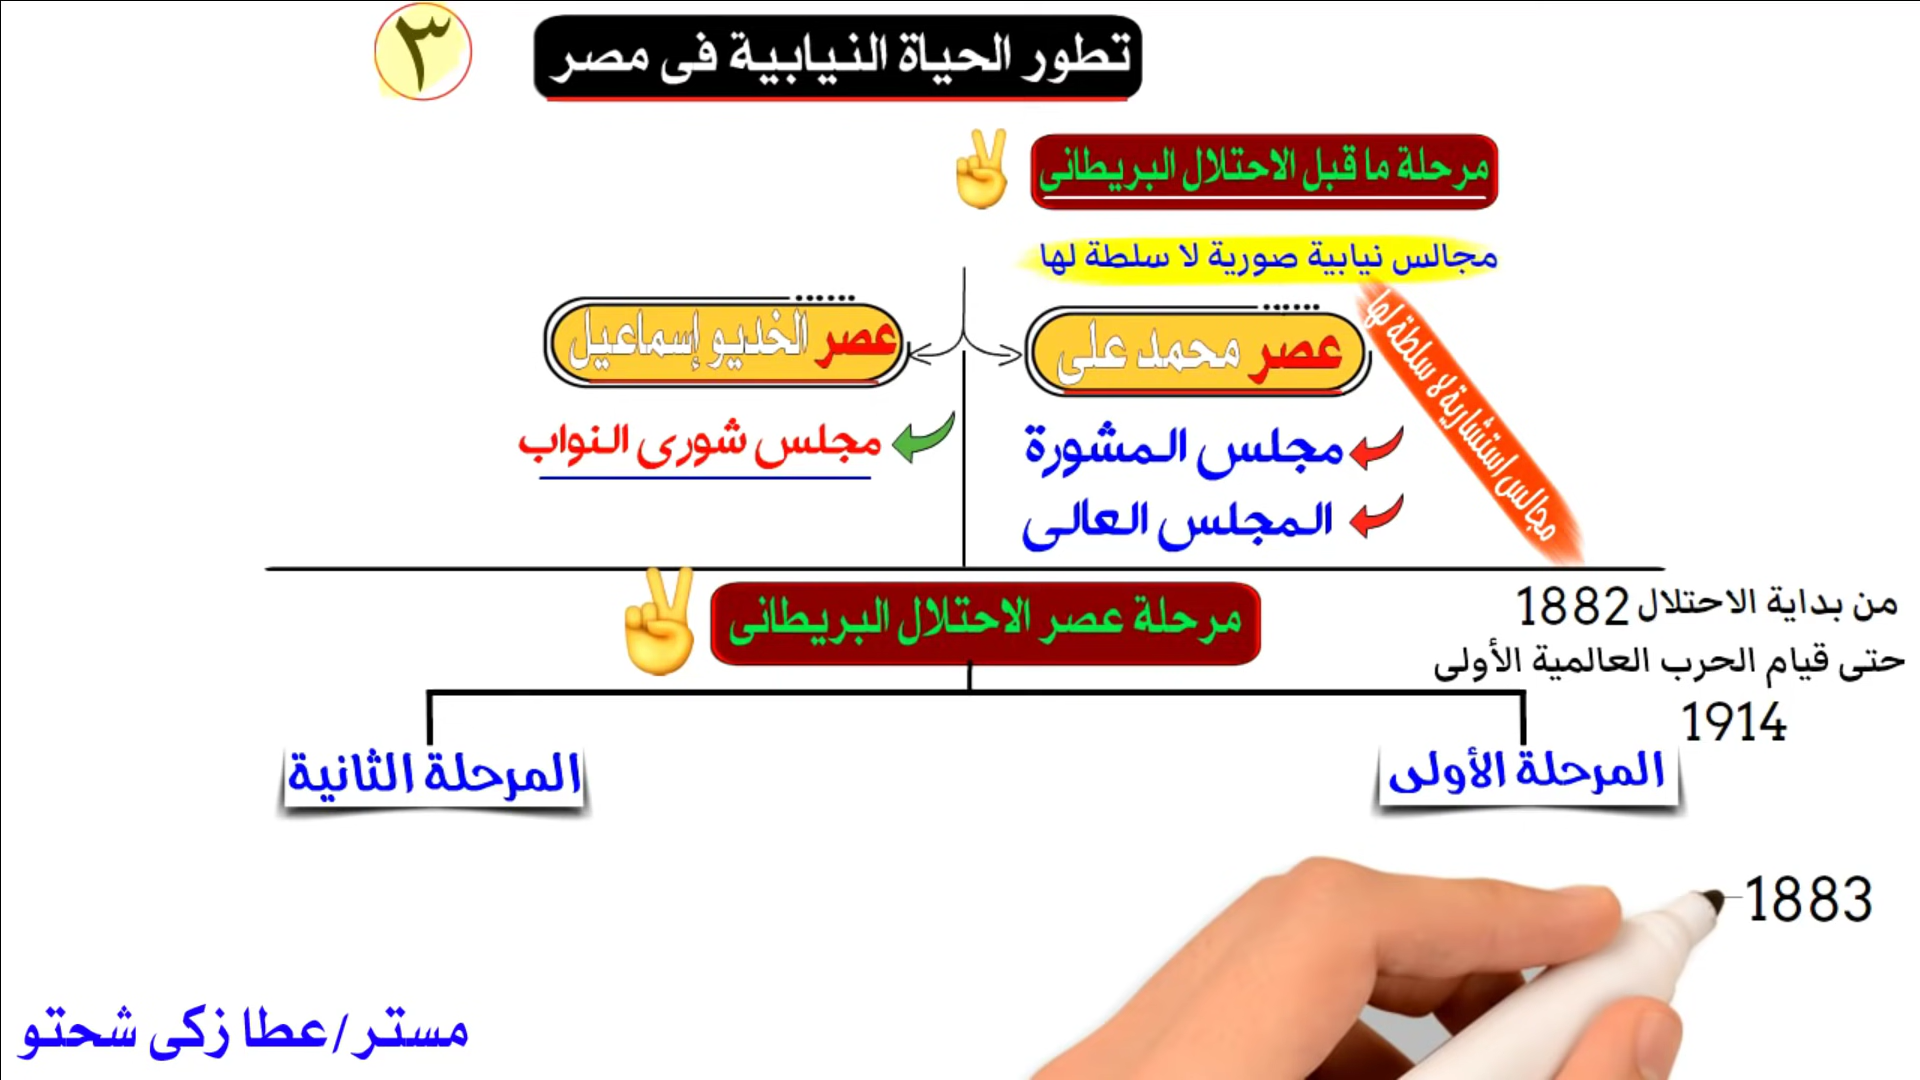 تطور الحياة النيابية فى مصر
٣
مرحلة ما قبل الاحتلال البريطانى
مجالس نيابية صورية لا سلطة لها
مجالس استشارية لا سلطة لها
عصر محمد على
عصر الخديو إسماعيل
مجلس المشورة
مجلس شورى النواب
المجلس العالى
مرحلة عصر الاحتلال البريطانى
من بداية الاحتلال 1882
حتى قيام الحرب العالمية الأولى
1914
المرحلة الأولى
المرحلة الثانية
1883-
مستر/عطا زكى شحتو